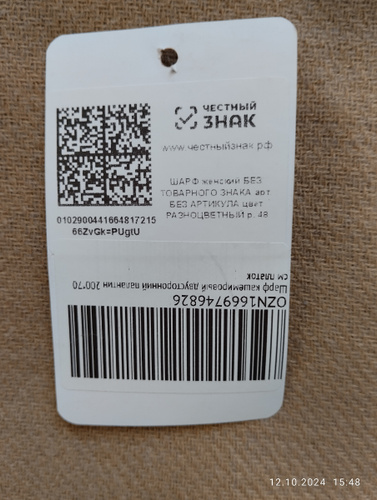 ЧЕСТНЫЙ
ЗНАК
www.честныйзнак.рф
ШАРФ женский БЕЗ
ТОВАРНОГО ЗНАКА арт.
БЕЗ АРТИКУЛА цвет
РАЗНОЦВЕТНЫЙ р. 48
0102900441664817215
66ZvGk=PUgtU
OZN1669746826
Шарф кашемировый двусторонний палантин 200*70
см платок
12.10.2024 15:48